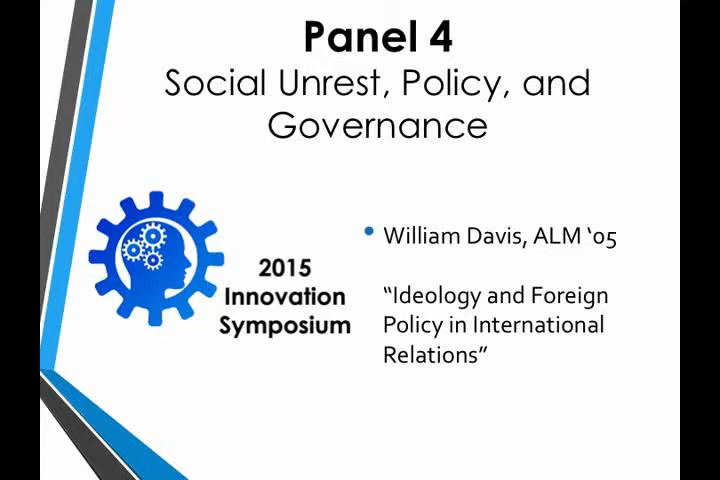 Panel 4
Social Unrest, Policy, and
Governance
2015
Innovation
Symposium
• William Davis, ALM ‘05
“Ideology and Foreign
Policy in International
Relations”